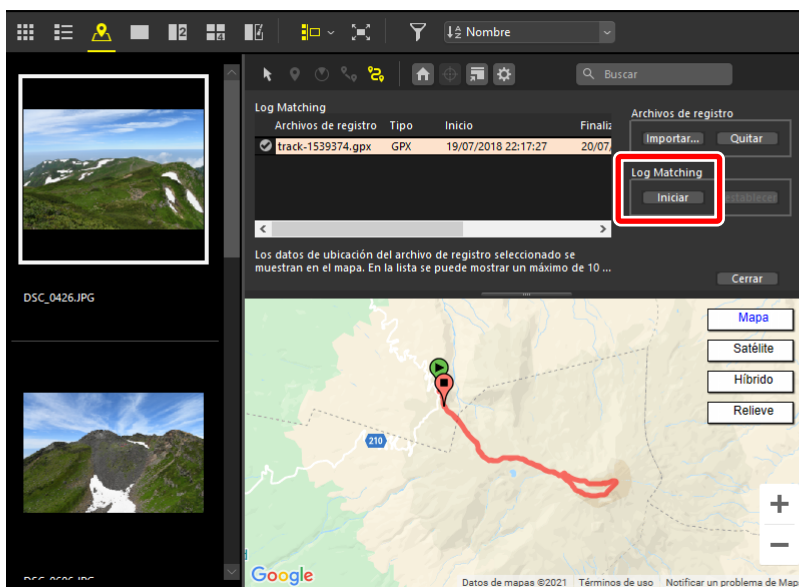 Nombre
Buscar
Log Matching
Archivos de registro Tipo Inicio Finaliz
track-1539374.gpx GPX 19/07/2018 22:17:27 20/07/
Archivos de registro
Importar... Quitar
Log Matching
Iniciar establecer
Los datos de ubicación del archivo de registro seleccionado se
muestran en el mapa. En la lista se puede mostrar un máximo de 10 ...
Cerrar
DSC_0426.JPG
Mapa
Satélite
Híbrido
Relieve
210
Google
Datos de mapas ©2021 Términos de uso Notificar un problema de Map